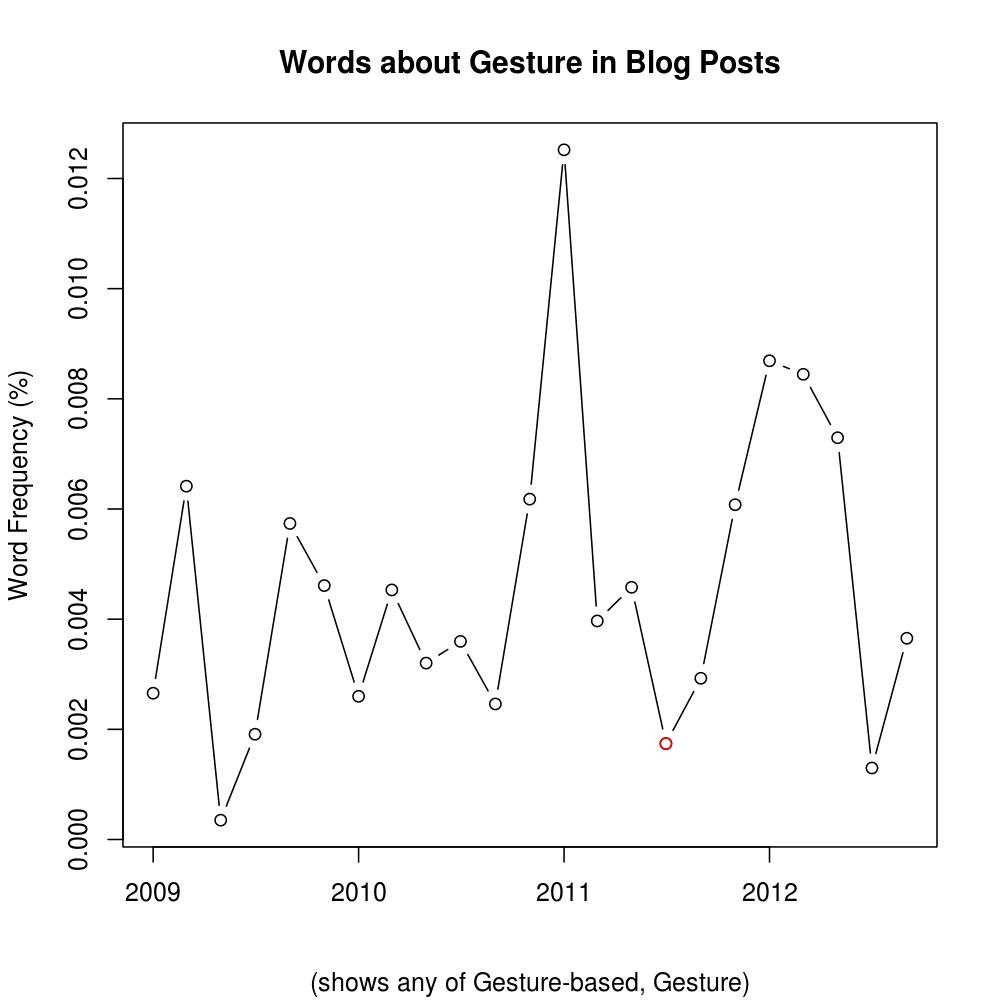 Words about Gesture in Blog Posts
Word Frequency (%)
0.012
0.010
0.008
0.006
0.004
0.002
0.000
2009 2010 2011 2012
(shows any of Gesture-based, Gesture)